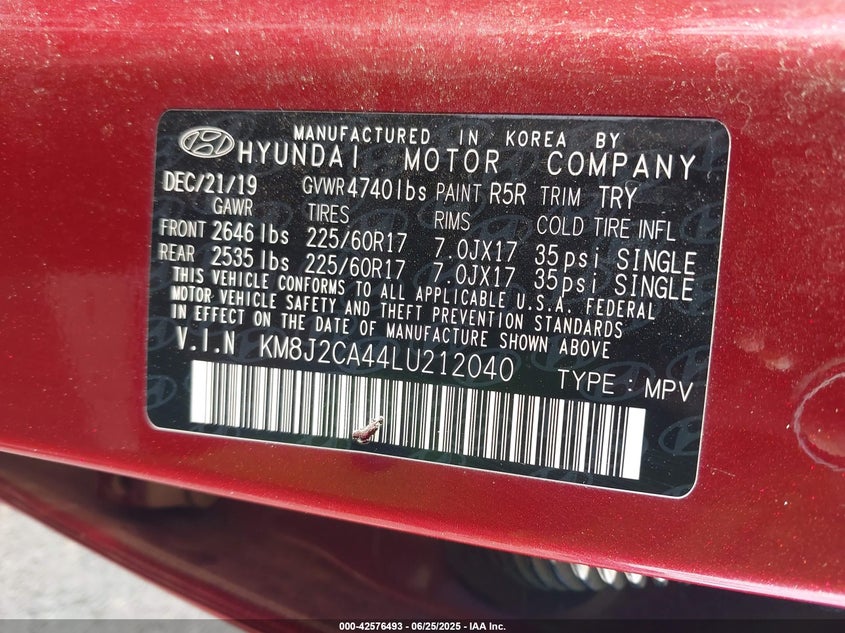 MANUFACTURED IN KOREA BY
HYUNDAI MOTOR COMPANY
DEC/21/19 GVWR 4740lbs PAINT R5R TRIM TRY
GAWR TIRES RIMS COLD TIRE INFL
FRONT 2646 lbs 225/60R17 7.0JX17 35psi SINGLE
REAR 2535 lbs 225/60R17 7.0JX17 35psi SINGLE
THIS VEHICLE CONFORMS TO ALL APPLICABLE U.S.A. FEDERAL
MOTOR VEHICLE SAFETY AND THEFT PREVENTION STANDARDS
IN EFFECT ON THE DATE OF MANUFACTURE SHOWN ABOVE
V.I.N KM8J2CA44LU212040 TYPE : MPV
000-42576493 - 06/25/2025 - IAA Inc.